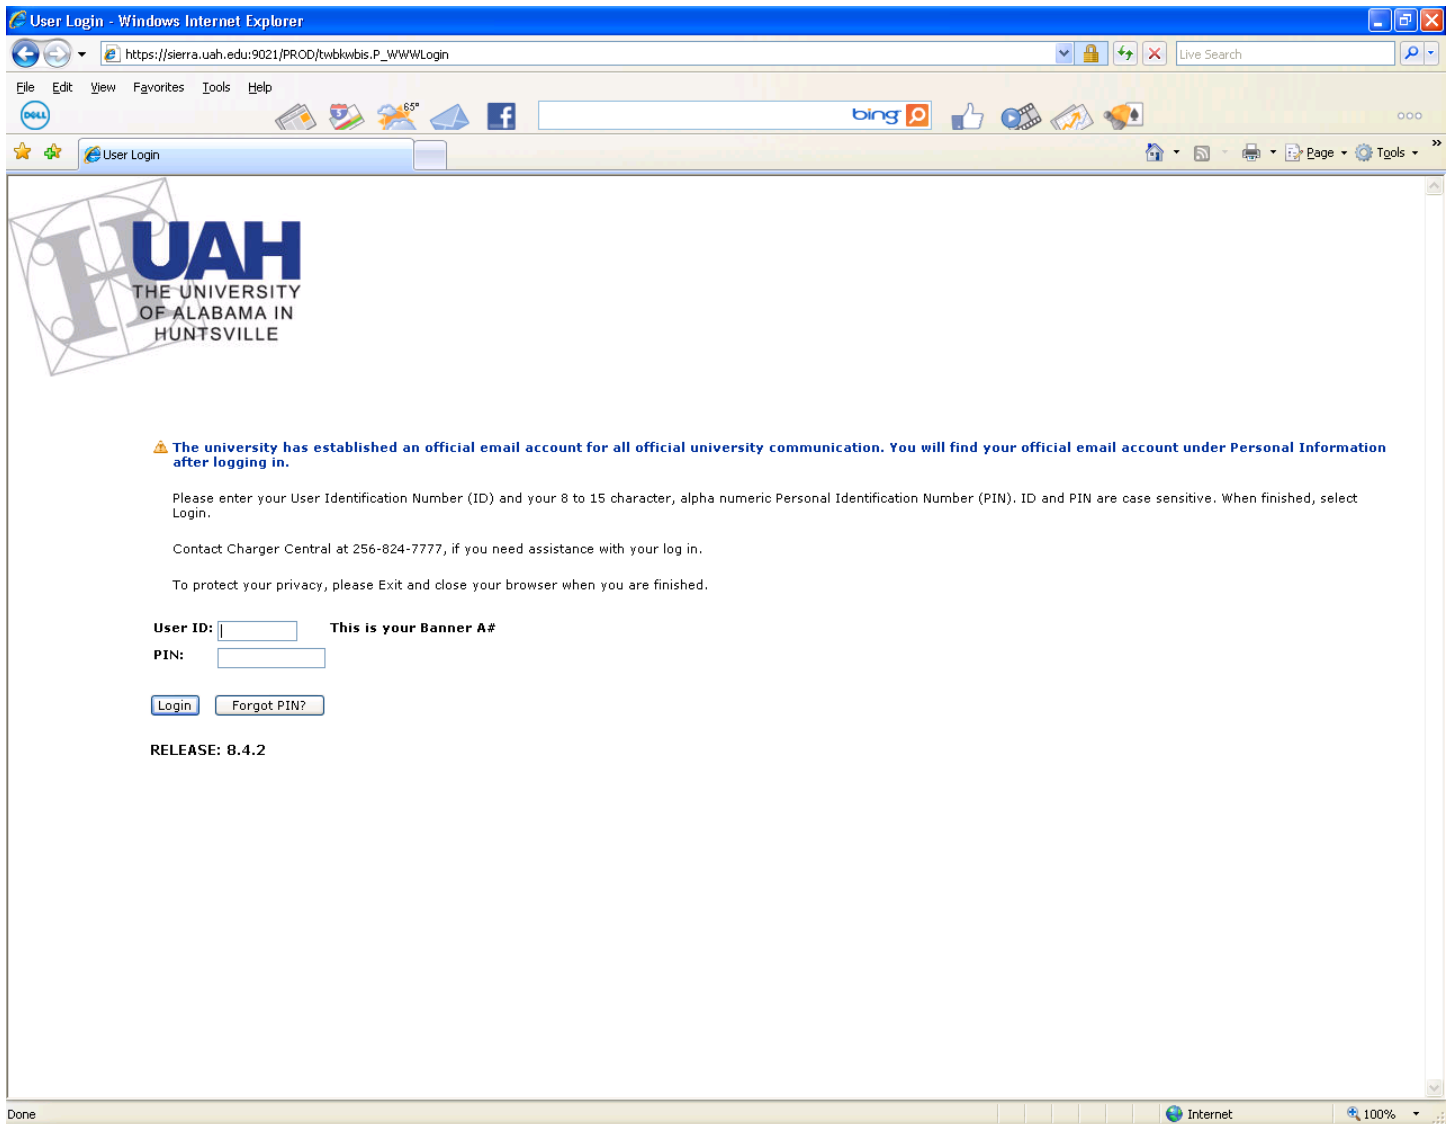 User Login - Windows Internet Explorer
https://sierra.uah.edu:9021/PROD/twbkwbis.P_WWWLogin
Live Search
File Edit View Favorites Tools Help
DELL
65°
f
bing
User Login
Page
Tools
»
UAH
THE UNIVERSITY
OF ALABAMA IN
HUNTSVILLE
The university has established an official email account for all official university communication. You will find your official email account under Personal Information
after logging in.
Please enter your User Identification Number (ID) and your 8 to 15 character, alpha numeric Personal Identification Number (PIN). ID and PIN are case sensitive. When finished, select
Login.
Contact Charger Central at 256-824-7777, if you need assistance with your log in.
To protect your privacy, please Exit and close your browser when you are finished.
User ID: This is your Banner A#
PIN:
Login Forgot PIN?
RELEASE: 8.4.2
Done Internet 100%